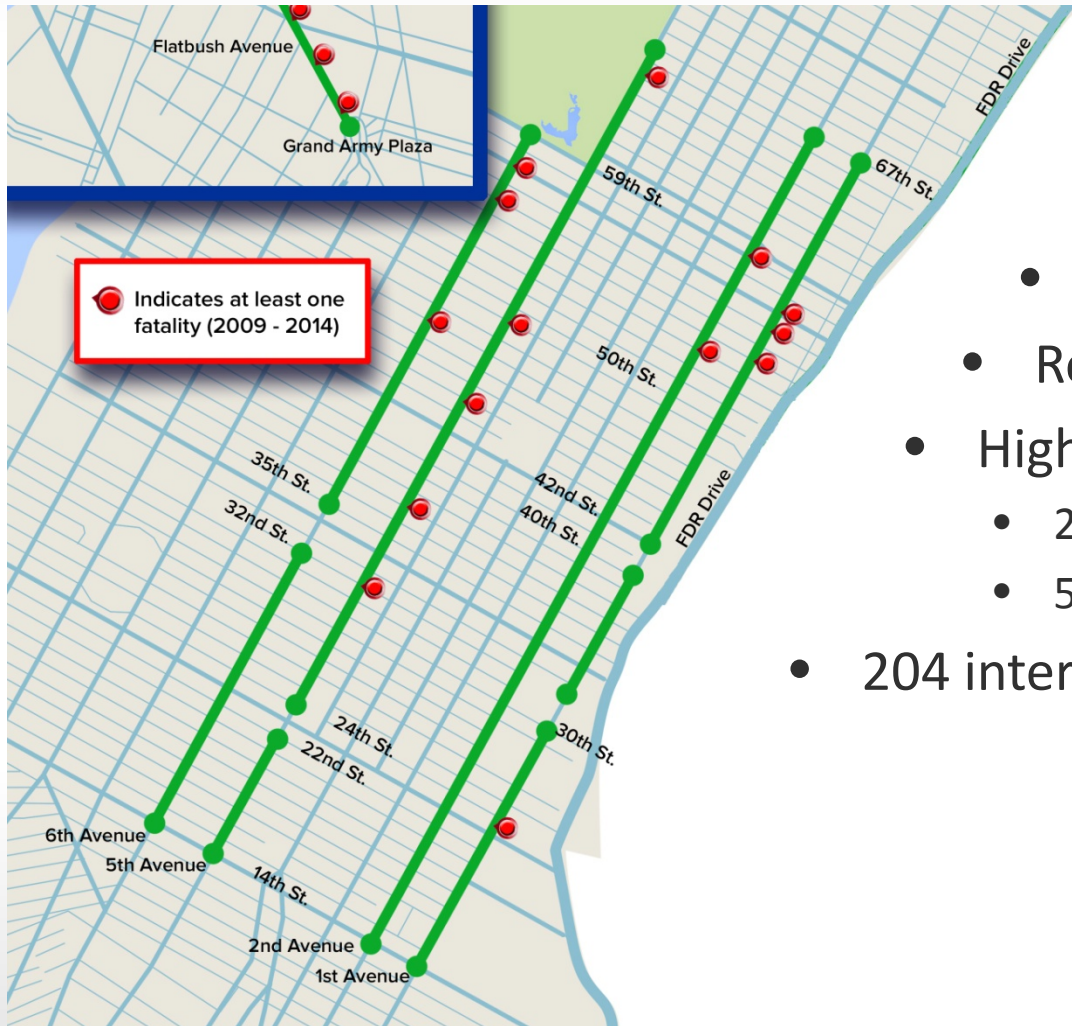 Flatbush Avenue
Grand Army Plaza
FDR Drive
67th St.
59th St.
Indicates at least one
fatality (2009 - 2014)
50th St.
35th St.
42nd St.
32nd St.
40th St.
FDR Drive
24th St.
30th St.
22nd St.
6th Avenue
5th Avenue
14th St.
2nd Avenue
1st Avenue
•
• R
• High
• 2
• 5
• 204 inter